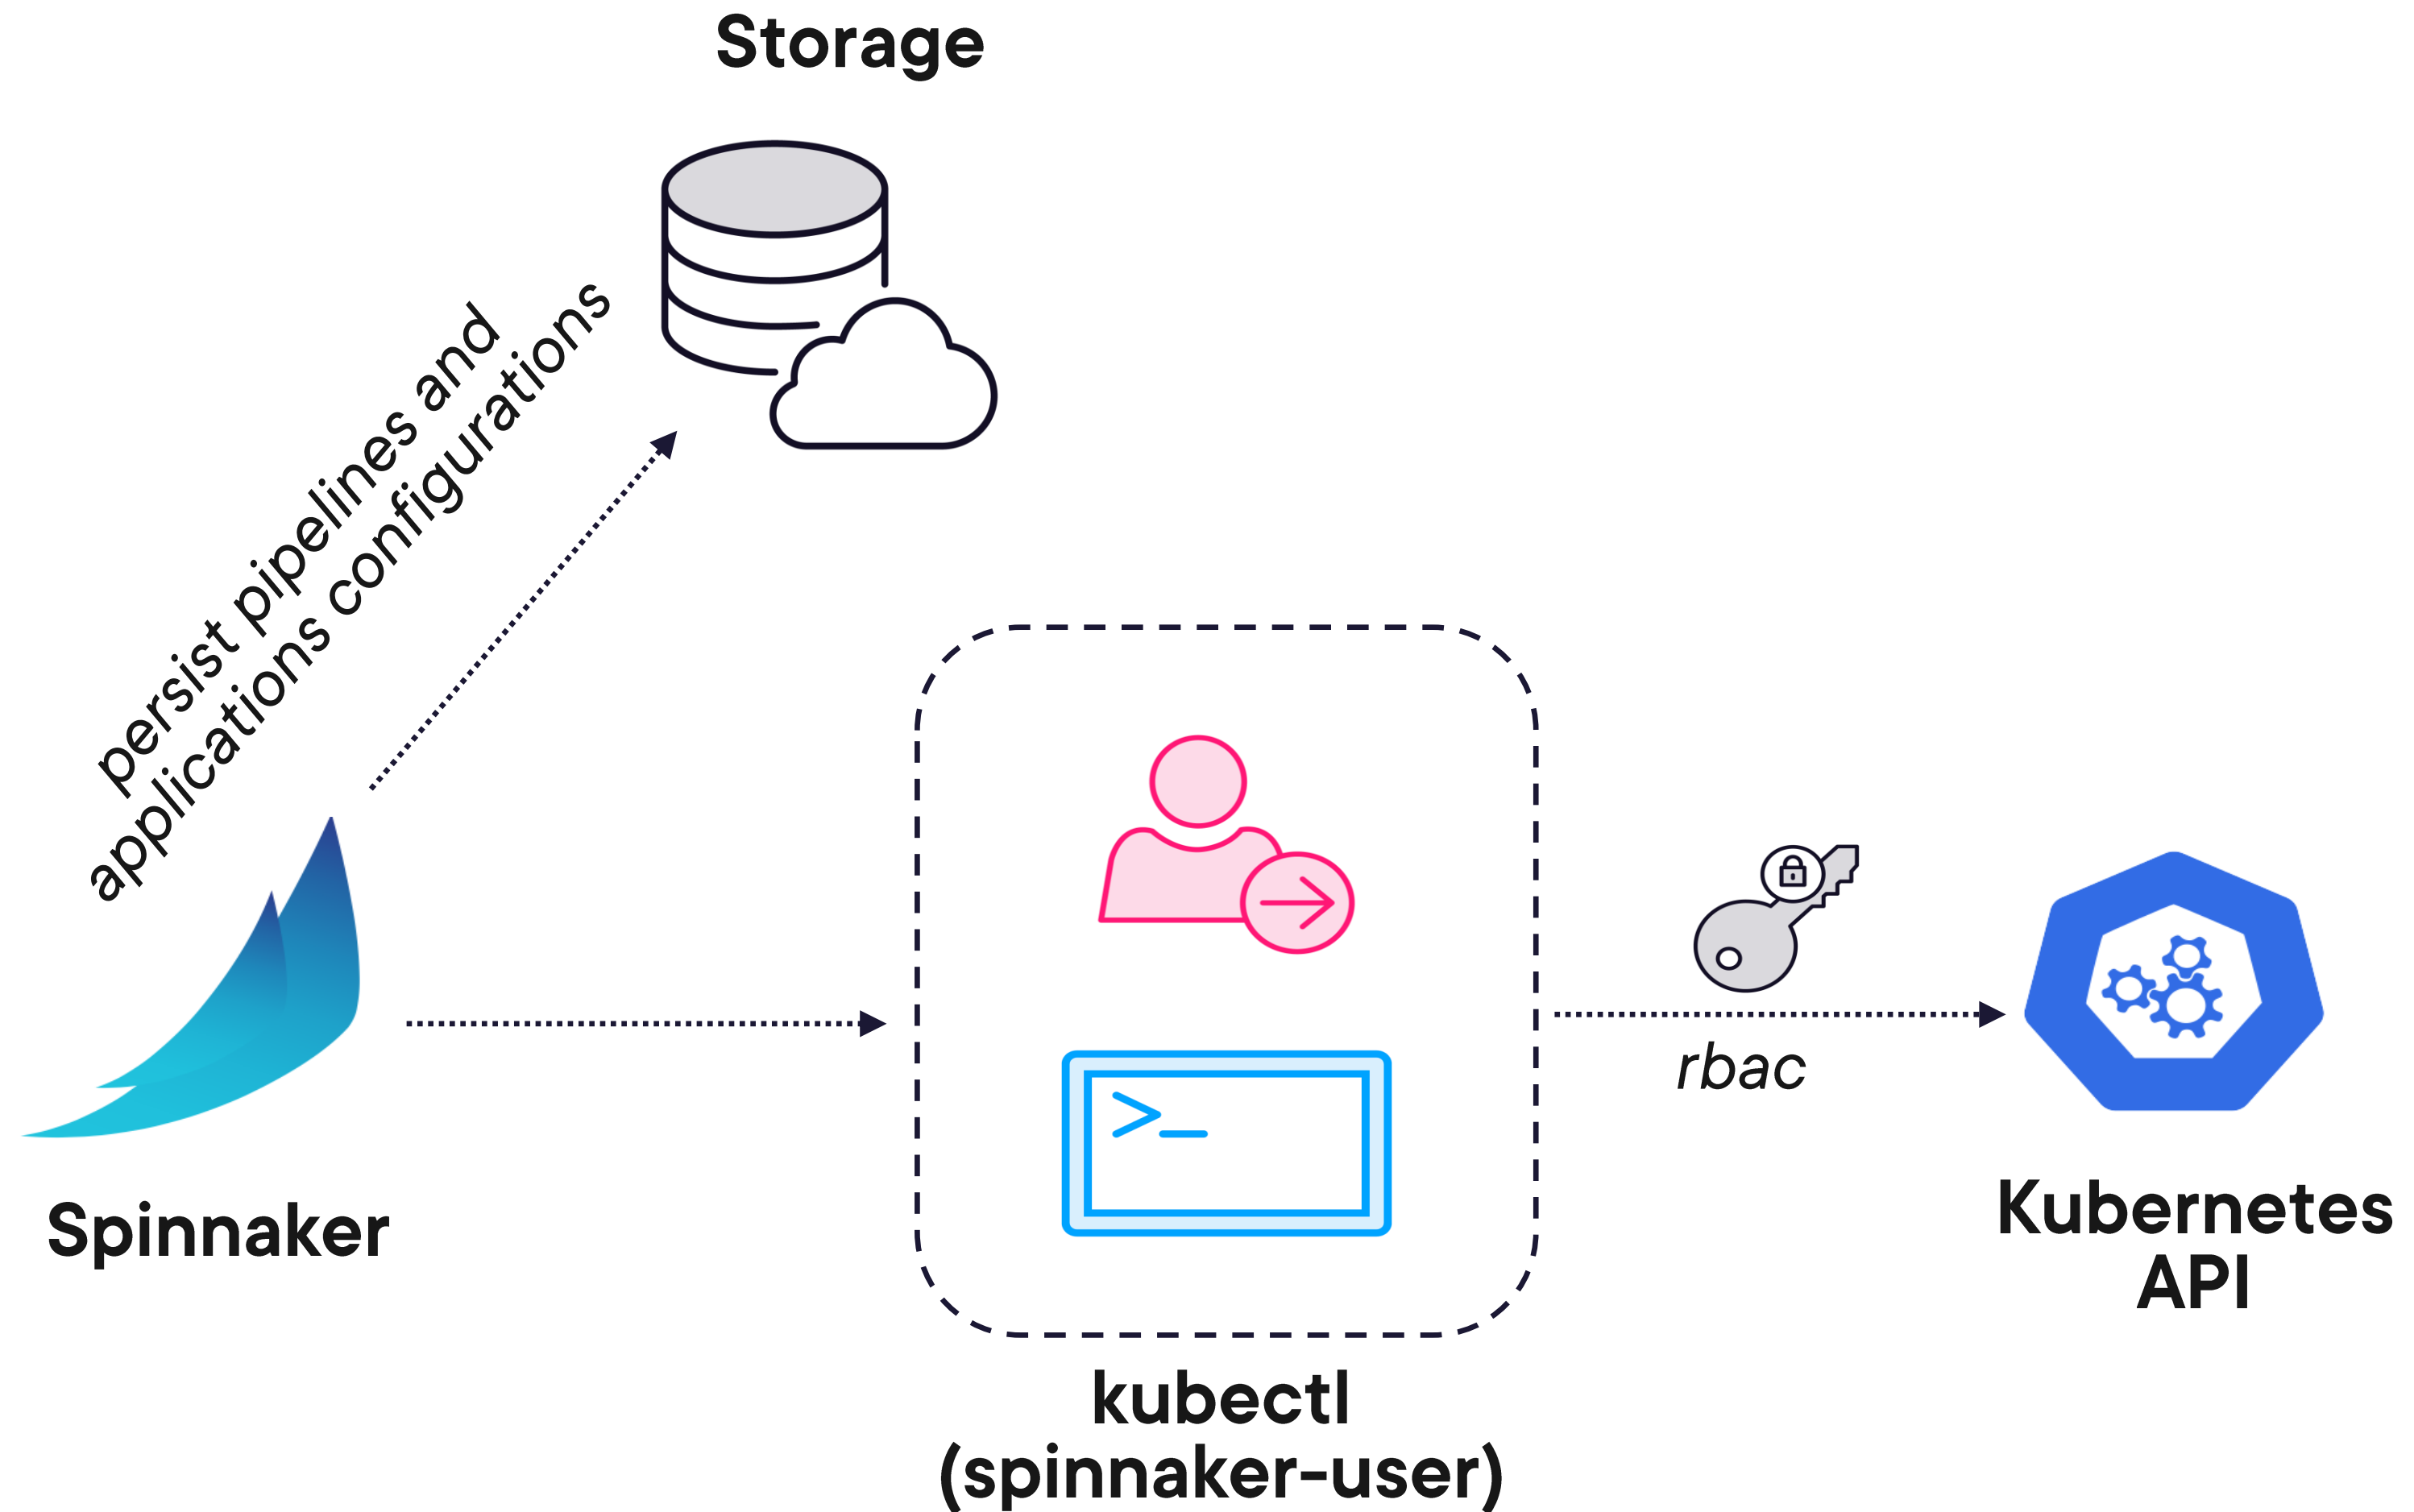 Storage
persist pipelines and
applications configurations
>_
rbac
Spinnaker
Kubernetes
API
kubectl
(spinnaker-user)